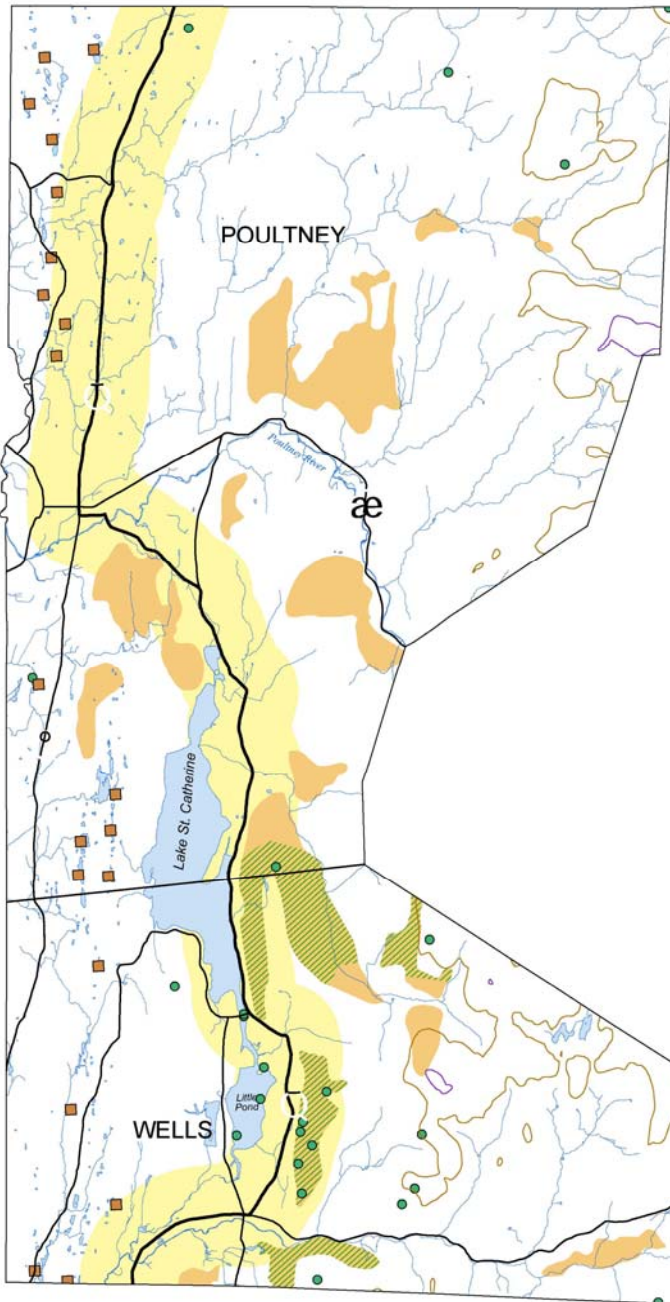 POULTNEY
Poultney River
æ
Lake St. Catherine
Little
Pond
WELLS